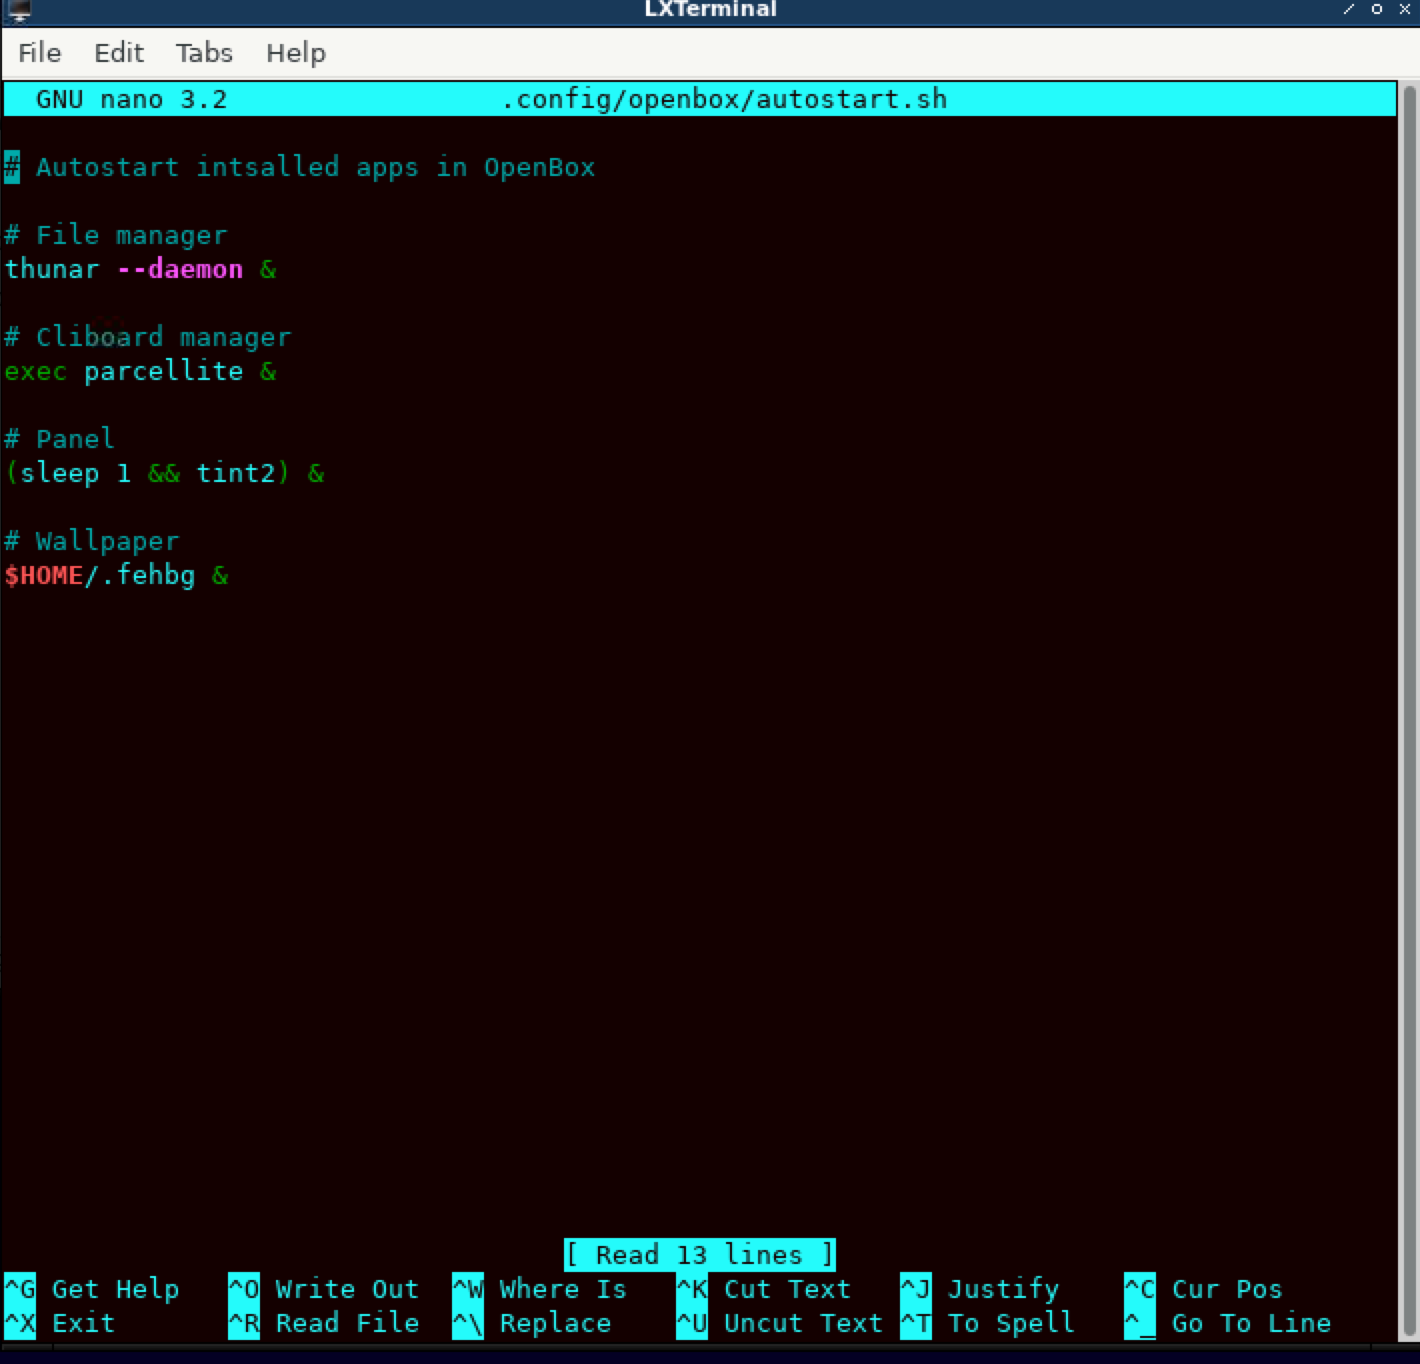 LXTerminal
File Edit Tabs Help
GNU nano 3.2 .config/openbox/autostart.sh
# Autostart intsalled apps in OpenBox
# File manager
thunar --daemon &
# Cliboard manager
exec parcellite &
# Panel
(sleep 1 && tint2) &
# Wallpaper
$HOME/.fehbg &
[ Read 13 lines ]
^G Get Help ^O Write Out ^W Where Is ^K Cut Text ^J Justify ^C Cur Pos
^X Exit ^R Read File ^\ Replace ^U Uncut Text ^T To Spell ^_ Go To Line